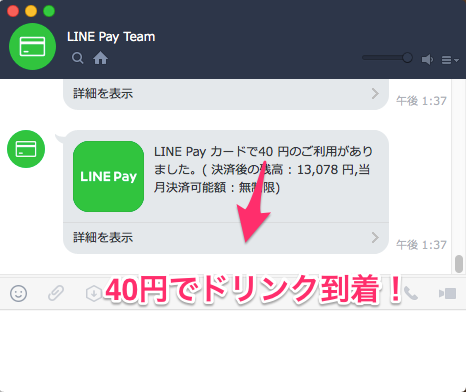 LINE Pay Team
詳細を表示
午後 1:37
LINE Pay カードで40 円のご利用があり
ました。( 決済後の残高 : 13,078 円,当
月決済可能額 : 無制限)
LINE Pay
詳細を表示
午後 1:37
40円でドリンク到着！